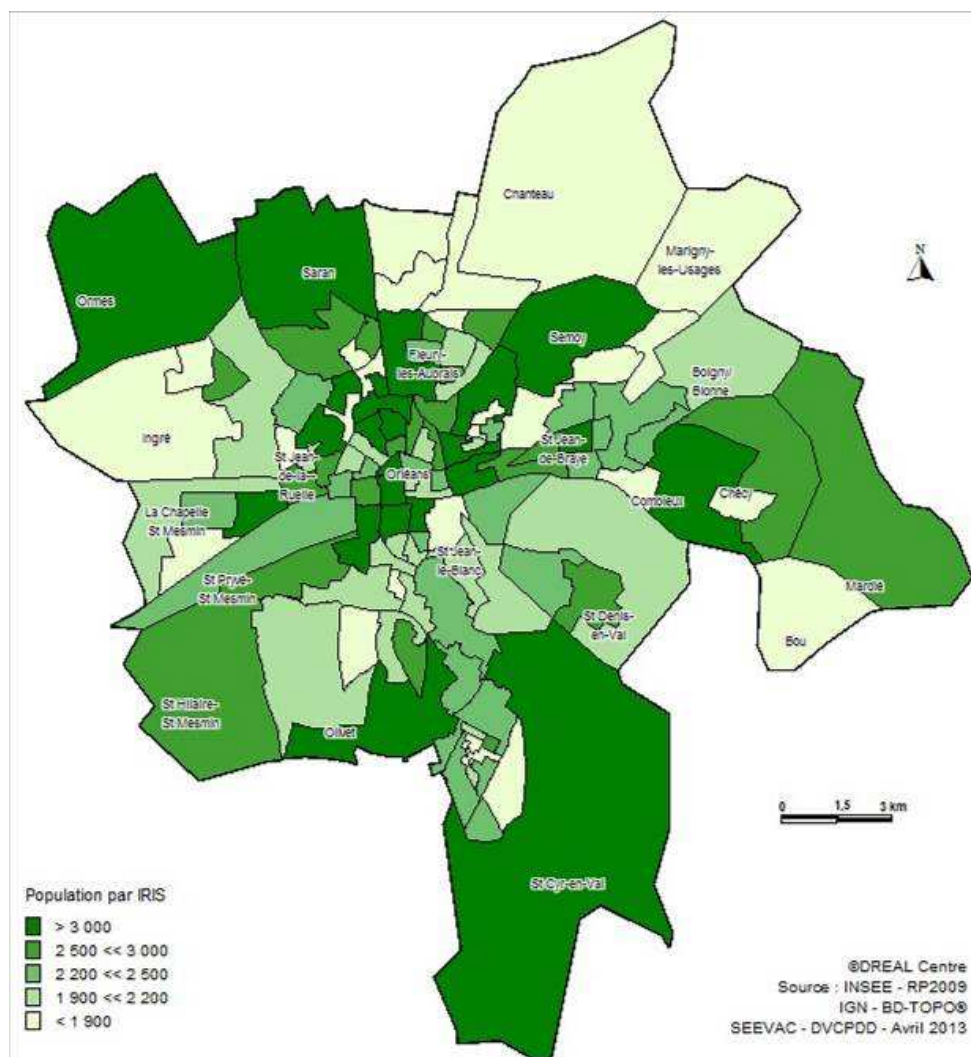 Chanteau
Marigny-
les-Usages
N
Saran
Ormes
Semoy
Fleury-
les-Aubrais
Boigny/
Bionne
Ingré
St Jean-
de-la-
Ruelle
Orléans
St Jean-
de-Braye
Combleux
Chécy
La Chapelle
St Mesmin
St Jean-
le-Blanc
St Pryvé-
St Mesmin
Mardié
St Denis-
en-Val
Bou
St Hilaire-
St Mesmin
Olivet
0 1,5 3 km
St Cyr-en-Val
Population par IRIS
> 3 000
2 500 << 3 000
2 200 << 2 500
1 900 << 2 200
< 1 900
©DREAL Centre
Source : INSEE - RP2009
IGN - BD-TOPO®
SEEVAC - DVCPDD - Avril 2013